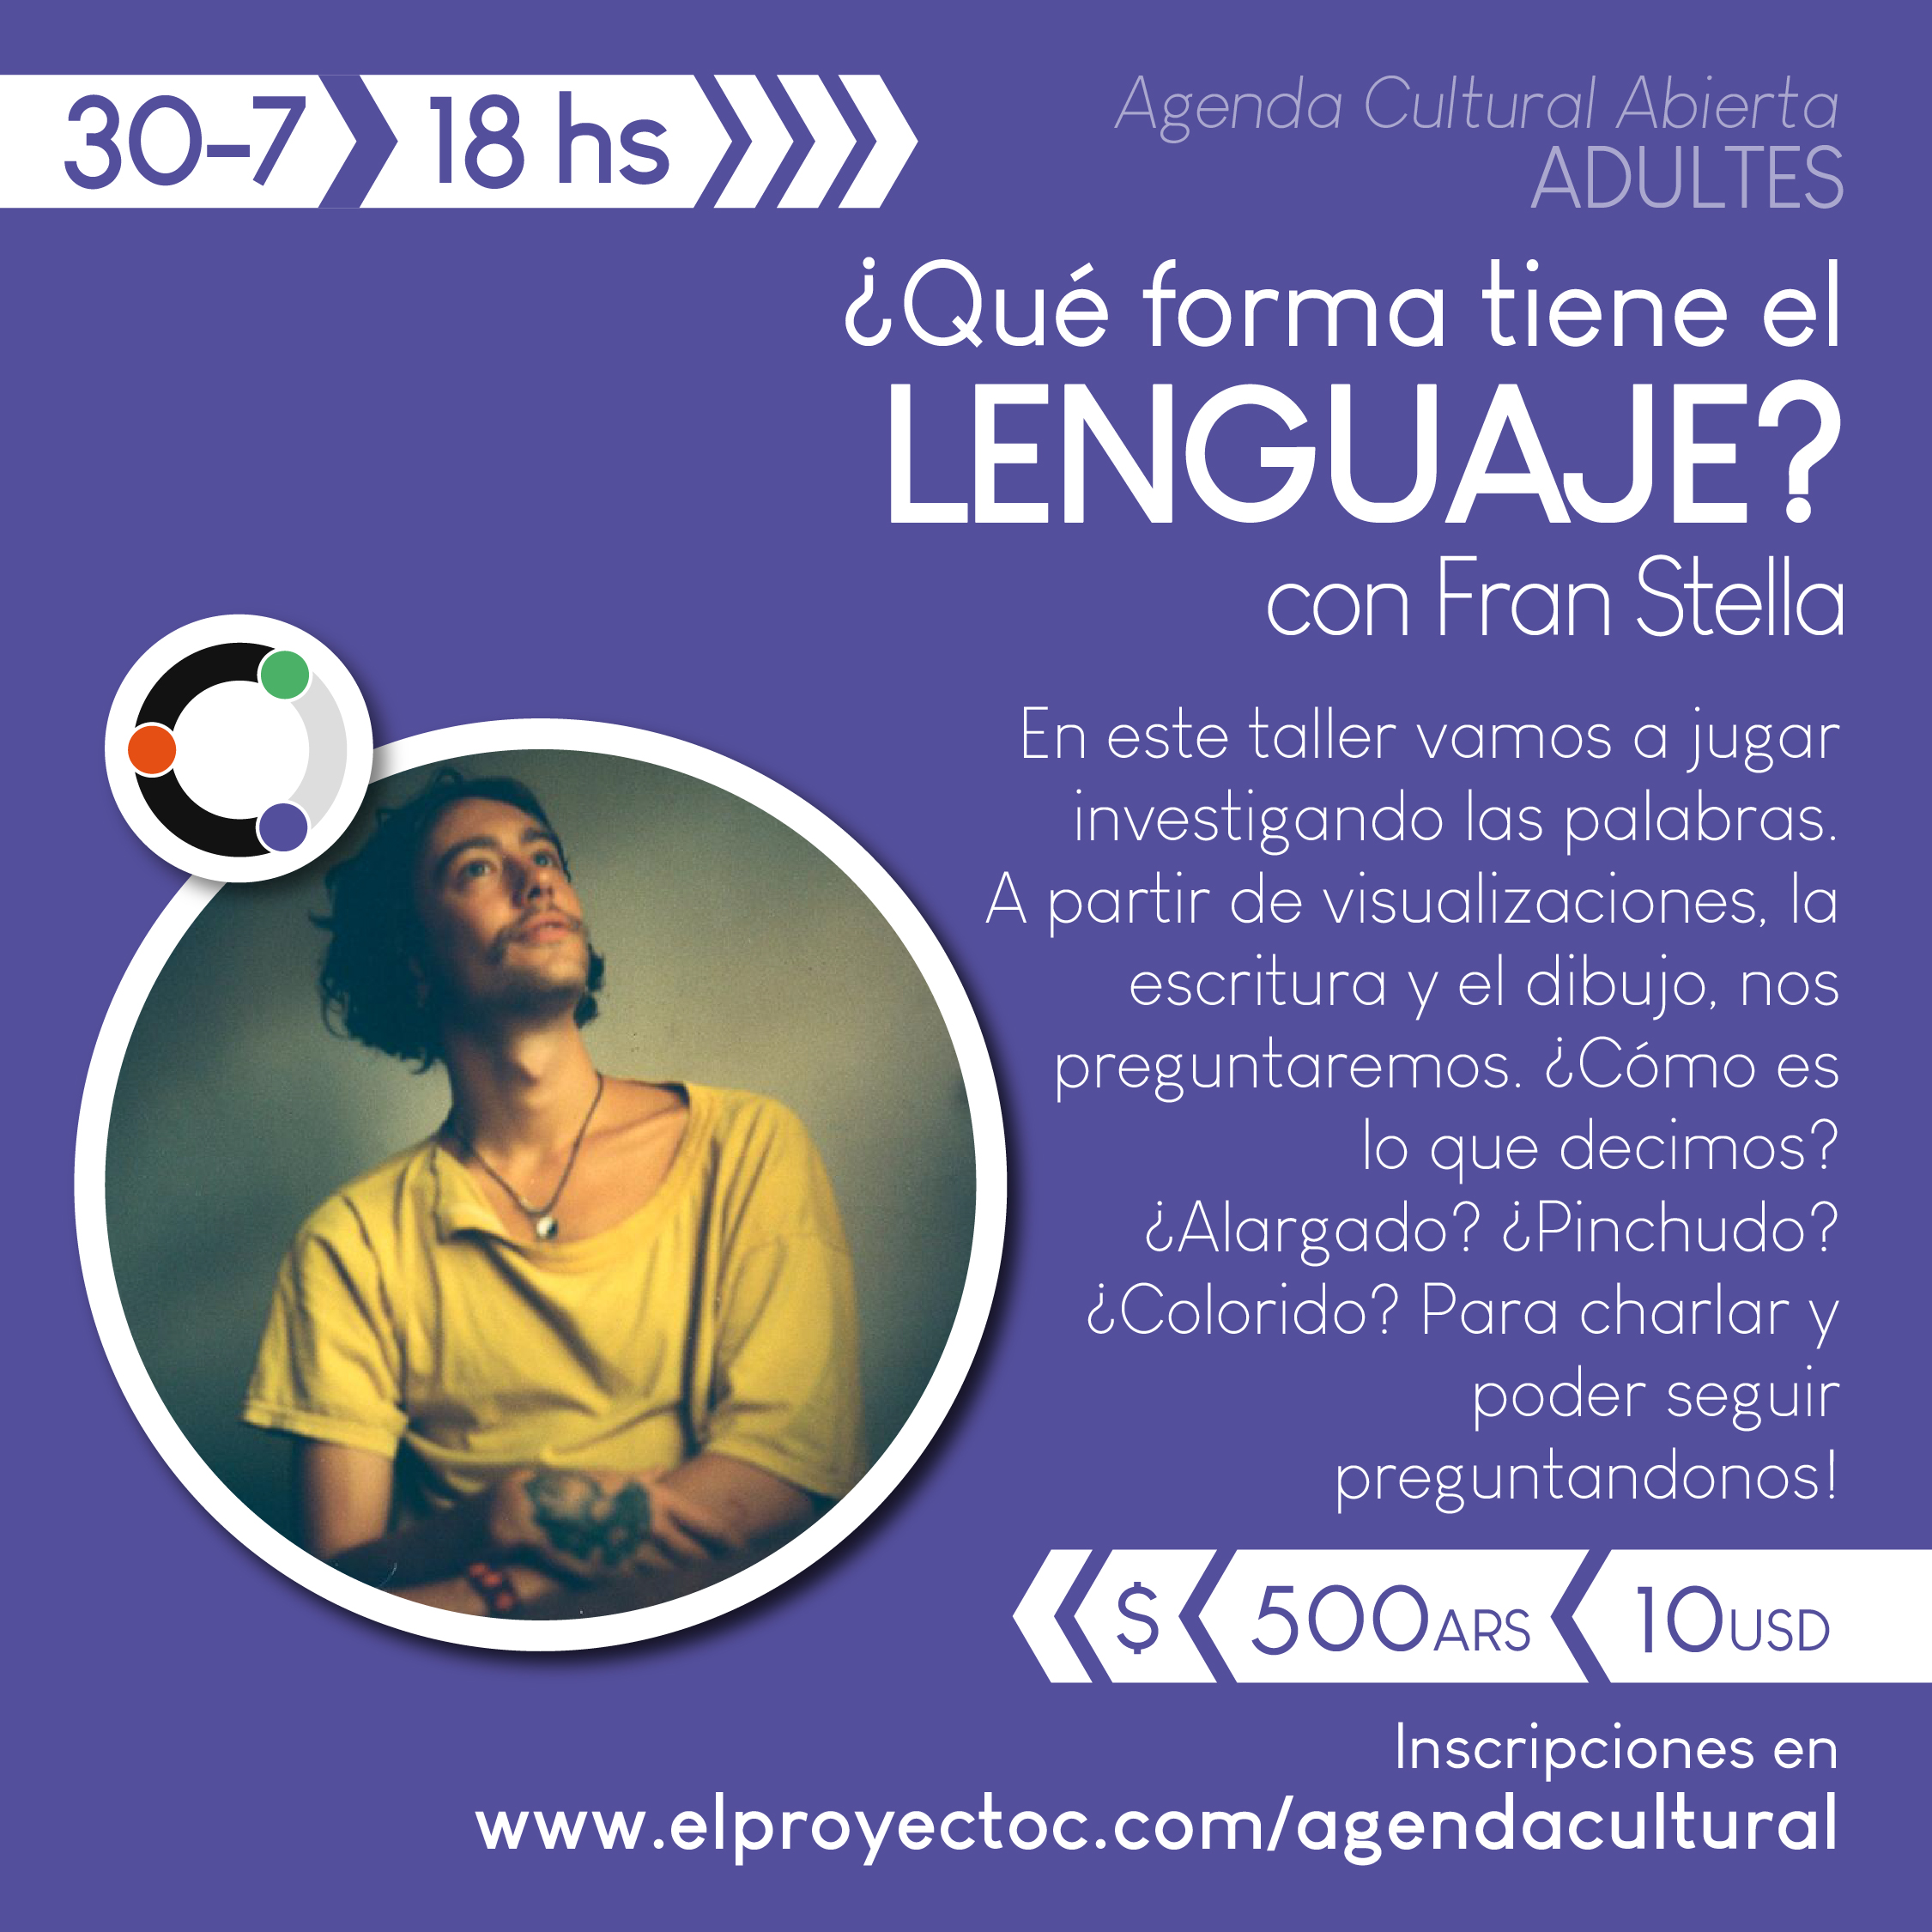 30-7 18 hs
Agenda Cultural Abierta
ADULTES
¿Qué forma tiene el
LENGUAJE?
con Fran Stella
En este taller vamos a jugar
investigando las palabras.
A partir de visualizaciones, la
escritura y el dibujo, nos
preguntaremos. ¿Cómo es
lo que decimos?
¿Alargado? ¿Pinchudo?
¿Colorido? Para charlar y
poder seguir
preguntandonos!
$ 500ARS 10USD
Inscripciones en
www.elproyectoc.com/agendacultural